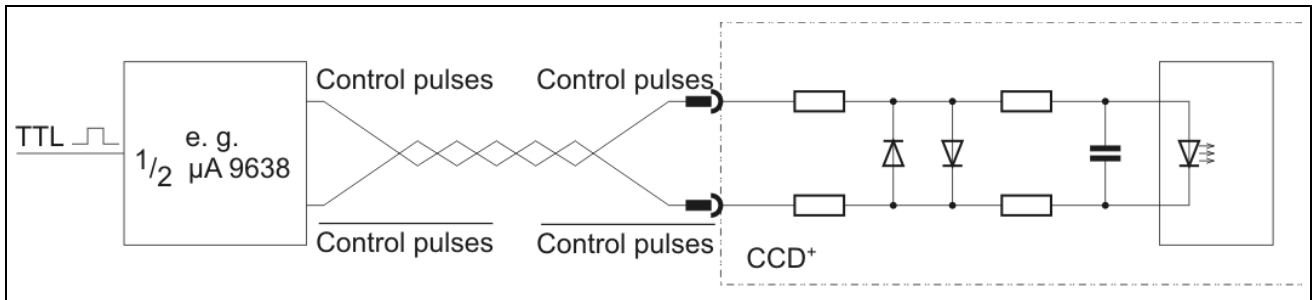 Control pulses Control pulses
TTL
e. g.
1/2 µA 9638
Control pulses Control pulses
CCD+